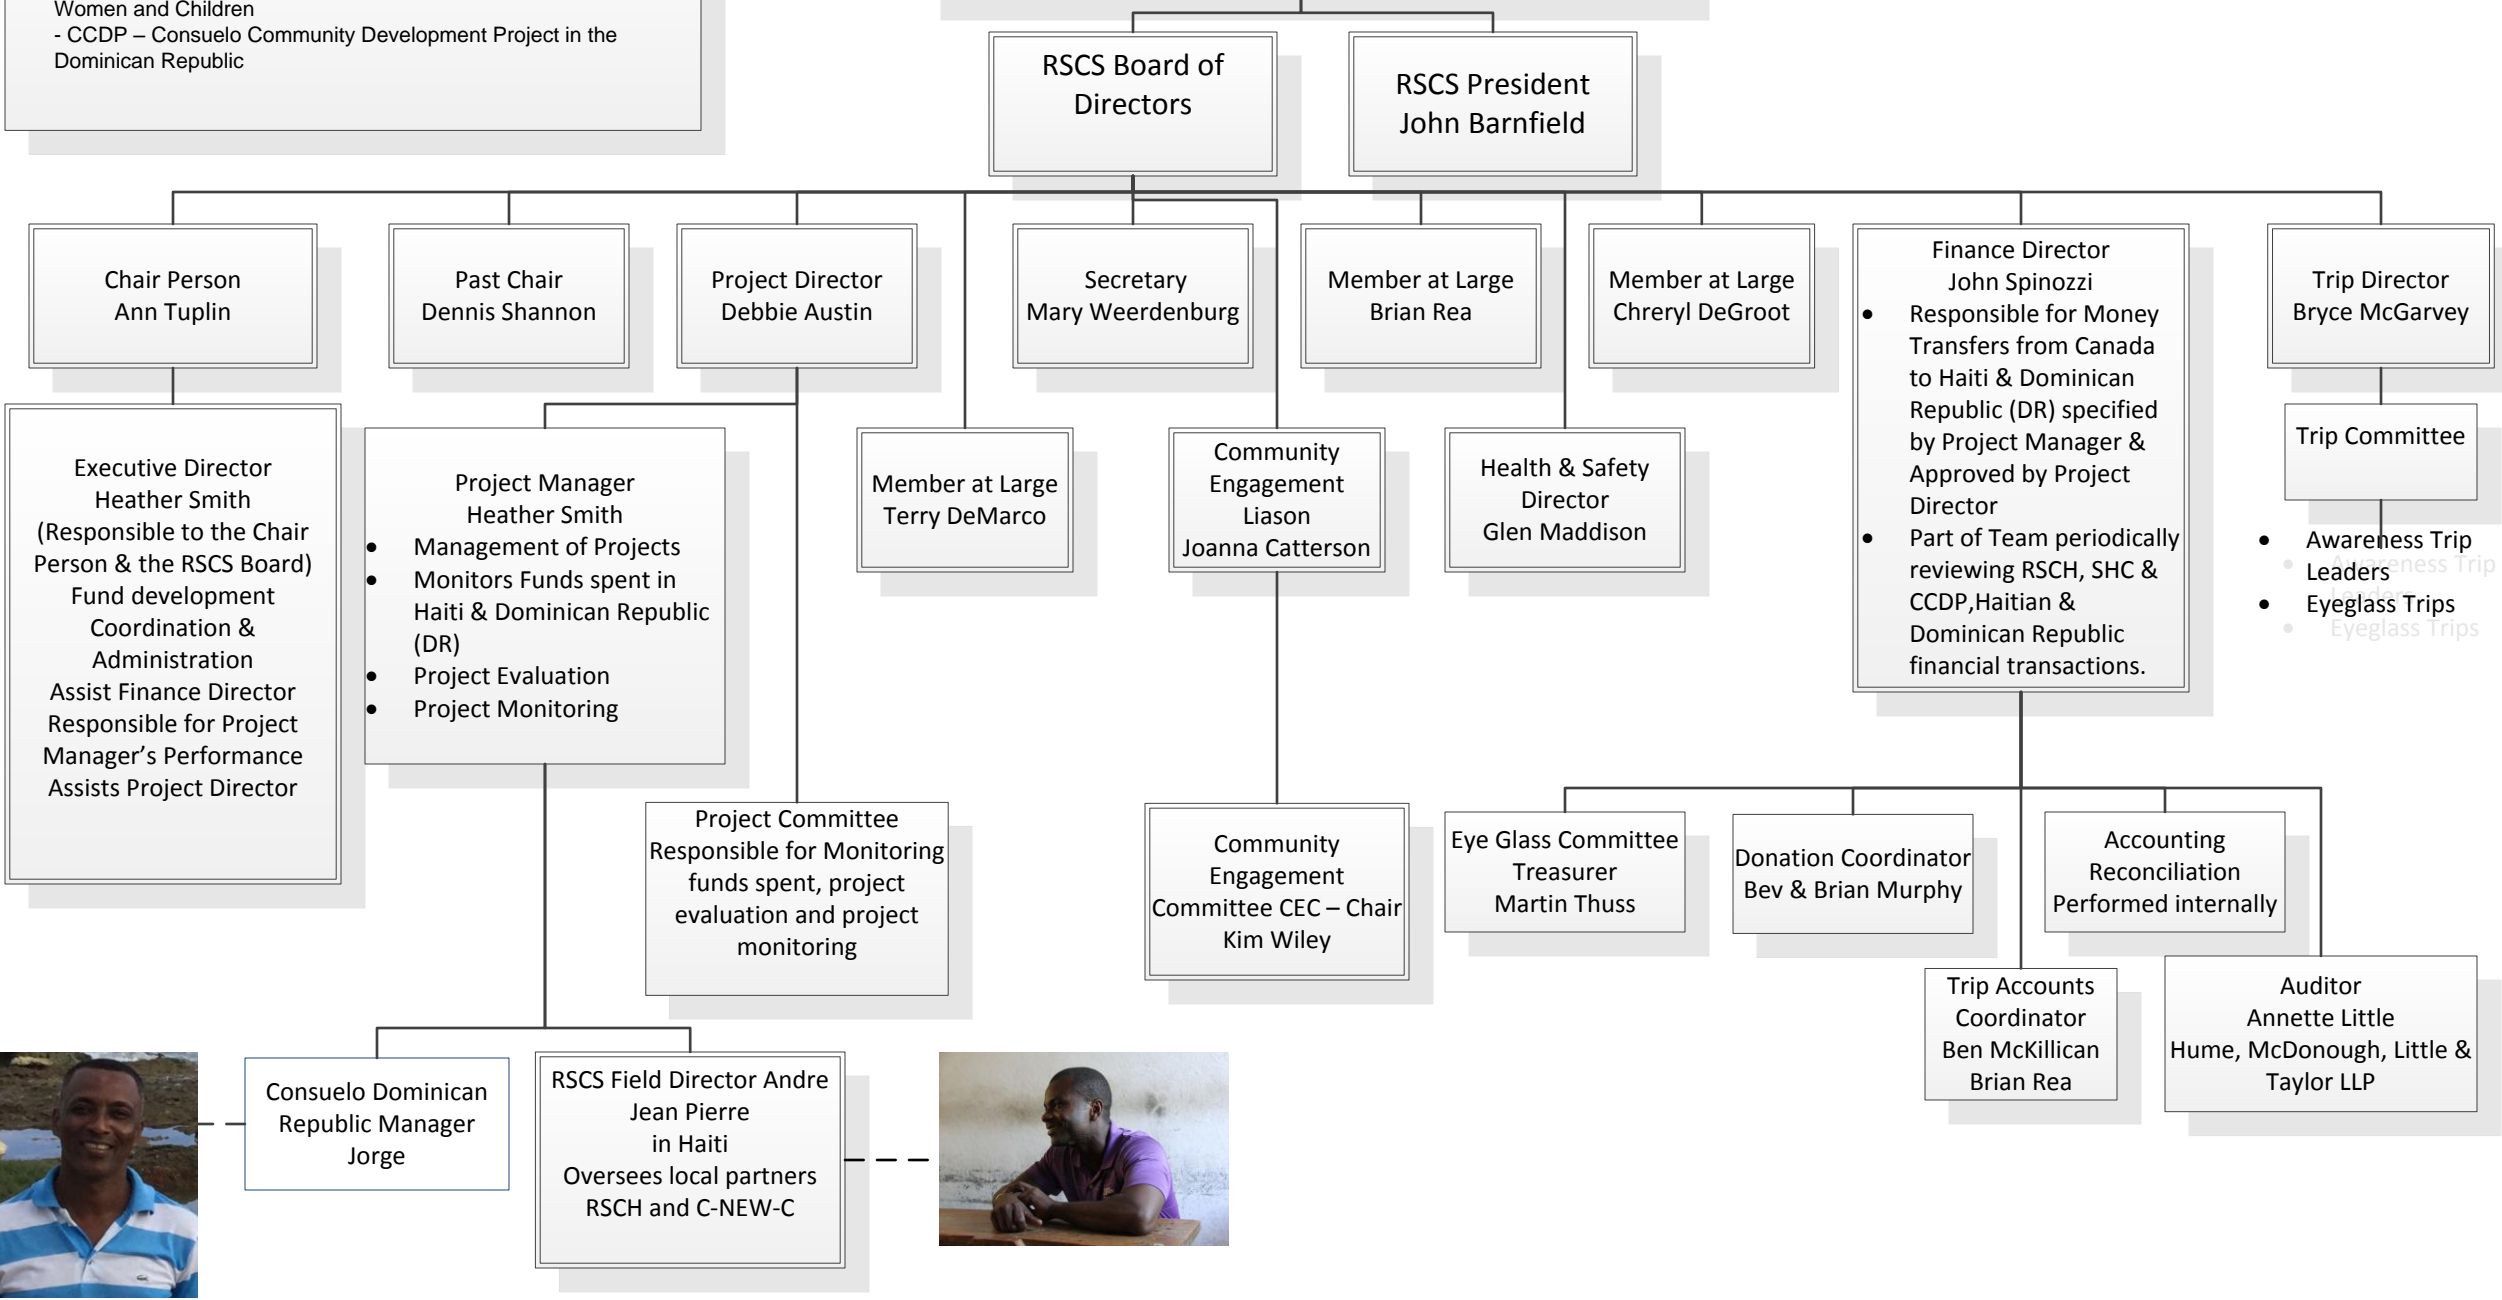 Women and Children
- CCDP – Consuelo Community Development Project in the
Dominican Republic
RSCS Board of
Directors
RSCS President
John Barnfield
Chair Person
Ann Tuplin
Past Chair
Dennis Shannon
Project Director
Debbie Austin
Secretary
Mary Weerdenburg
Member at Large
Brian Rea
Member at Large
Chreryl DeGroot
Finance Director
John Spinozzi
• Responsible for Money
Transfers from Canada
to Haiti & Dominican
Republic (DR) specified
by Project Manager &
Approved by Project
Director
• Part of Team periodically
reviewing RSCH, SHC &
CCDP,Haitian &
Dominican Republic
financial transactions.
Trip Director
Bryce McGarvey
Executive Director
Heather Smith
(Responsible to the Chair
Person & the RSCS Board)
Fund development
Coordination &
Administration
Assist Finance Director
Responsible for Project
Manager’s Performance
Assists Project Director
Project Manager
Heather Smith
• Management of Projects
• Monitors Funds spent in
Haiti & Dominican Republic
(DR)
• Project Evaluation
• Project Monitoring
Member at Large
Terry DeMarco
Community
Engagement
Liason
Joanna Catterson
Health & Safety
Director
Glen Maddison
Trip Committee
• Awareness Trip
Leaders
• Eyeglass Trips
Project Committee
Responsible for Monitoring
funds spent, project
evaluation and project
monitoring
Community
Engagement
Committee CEC – Chair
Kim Wiley
Eye Glass Committee
Treasurer
Martin Thuss
Donation Coordinator
Bev & Brian Murphy
Accounting
Reconciliation
Performed internally
Trip Accounts
Coordinator
Ben McKillican
Brian Rea
Auditor
Annette Little
Hume, McDonough, Little &
Taylor LLP
Consuelo Dominican
Republic Manager
Jorge
RSCS Field Director Andre
Jean Pierre
in Haiti
Oversees local partners
RSCH and C-NEW-C